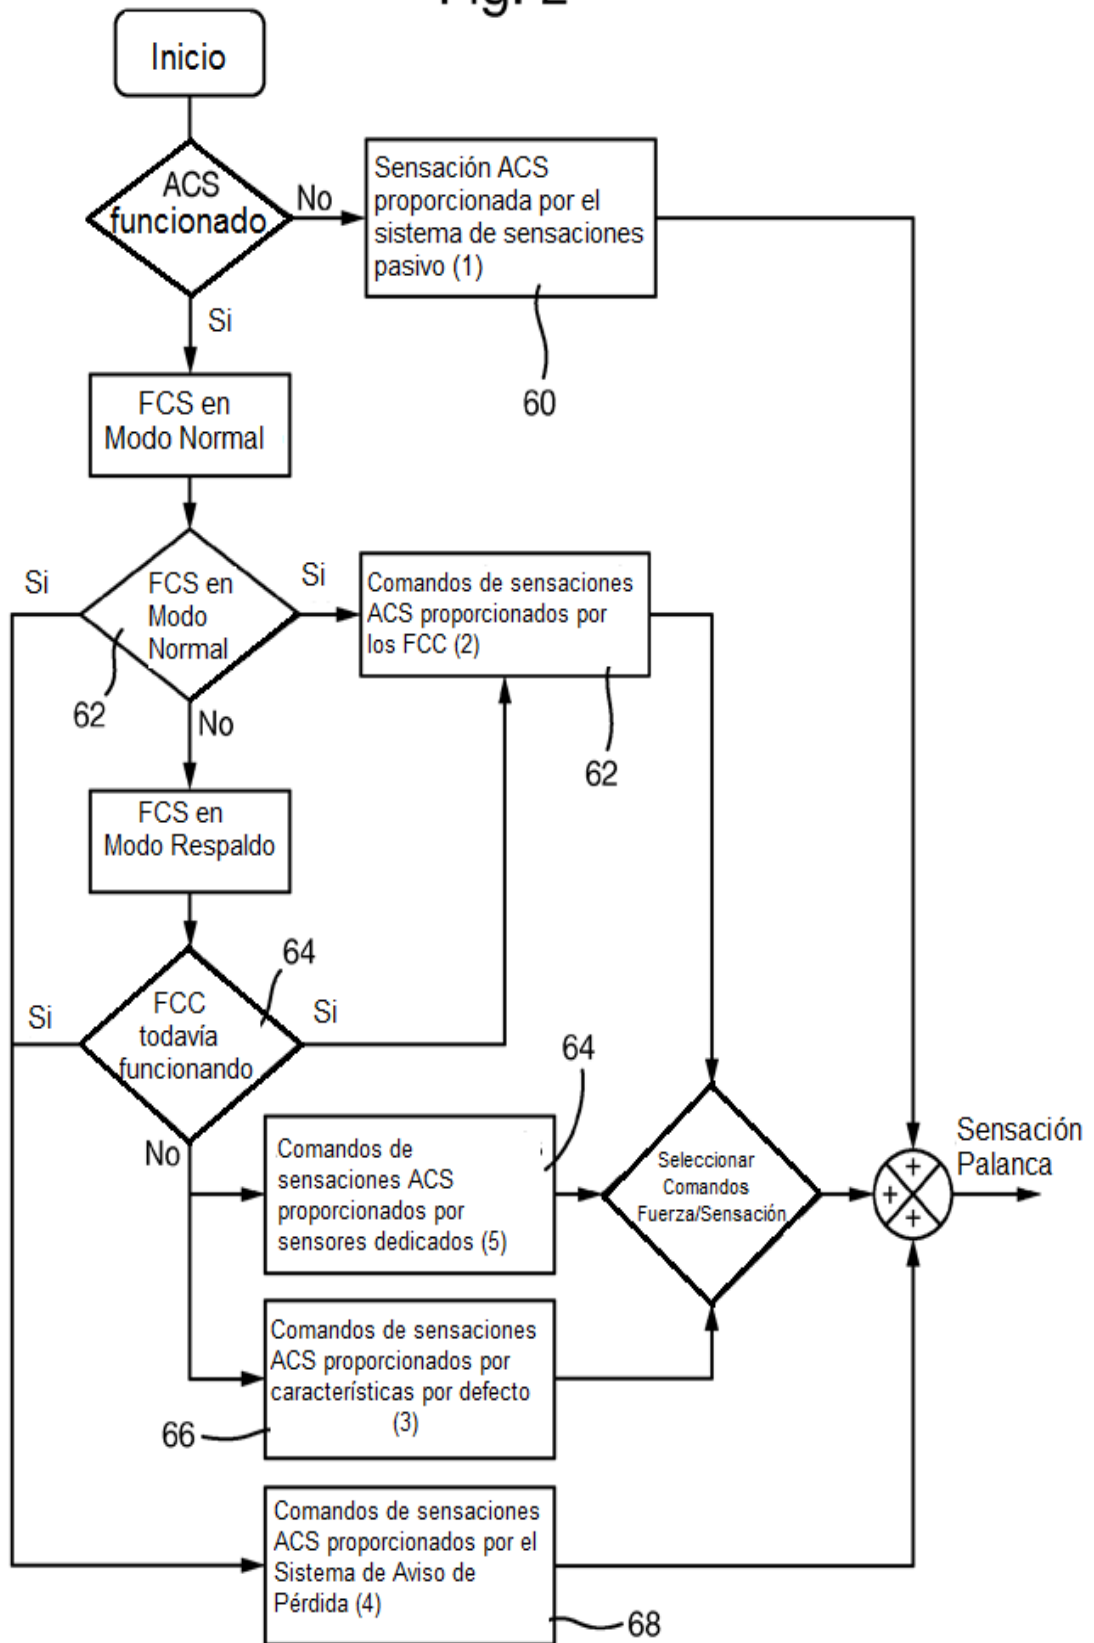 Fig. 2
Inicio
ACS
funcionado
No
Sensación ACS
proporcionada por el
sistema de sensaciones
pasivo (1)
60
Si
FCS en
Modo Normal
Si
FCS en
Modo
Normal
Si
62
No
Comandos de sensaciones
ACS proporcionados por
los FCC (2)
62
FCS en
Modo Respaldo
64
Si
FCC
todavía
funcionando
Si
No
64
Comandos de
sensaciones ACS
proporcionados por
sensores dedicados (5)
Seleccionar
Comandos
Fuerza/Sensación
+
+
+
Sensación
Palanca
Comandos de sensaciones
ACS proporcionados por
características por defecto
(3)
66
Comandos de sensaciones
ACS proporcionados por el
Sistema de Aviso de
Pérdida (4)
68